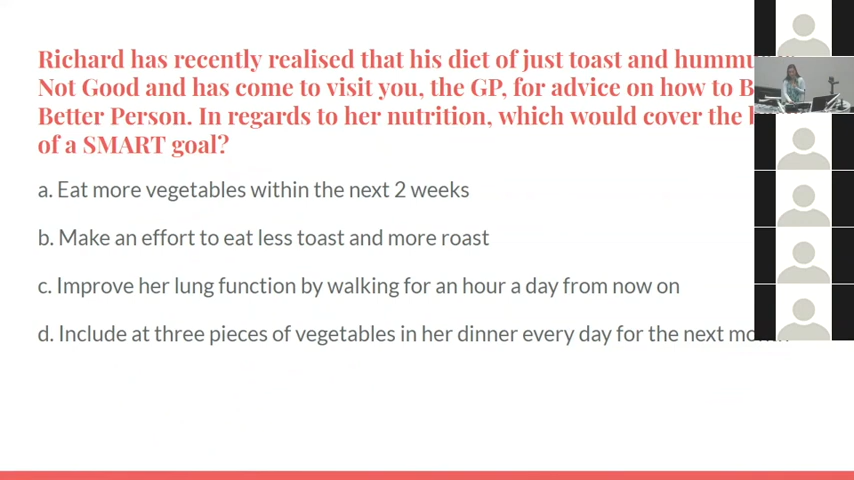 Richard has recently realised that his diet of just toast and hummu
Not Good and has come to visit you, the GP, for advice on how to B
Better Person. In regards to her nutrition, which would cover the
of a SMART goal?
a. Eat more vegetables within the next 2 weeks
b. Make an effort to eat less toast and more roast
c. Improve her lung function by walking for an hour a day from now on
d. Include at three pieces of vegetables in her dinner every day for the next